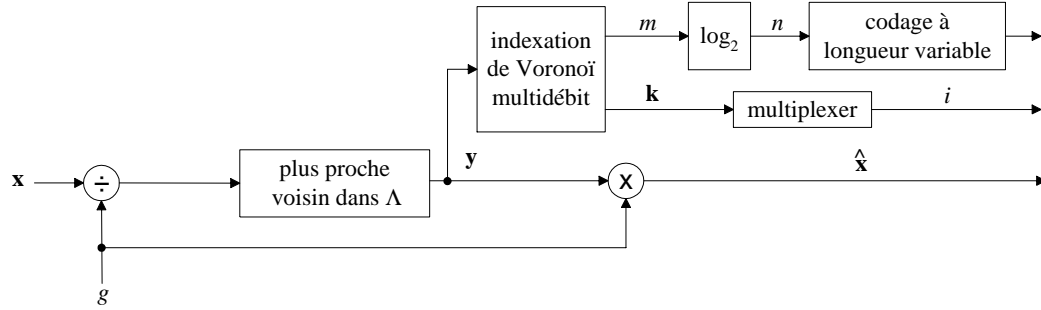 indexation
de Voronoï
multidébit
m
log2
n
codage à
longueur variable
k
multiplexer
i
x
÷
plus proche
voisin dans Λ
y
x
x̂
g